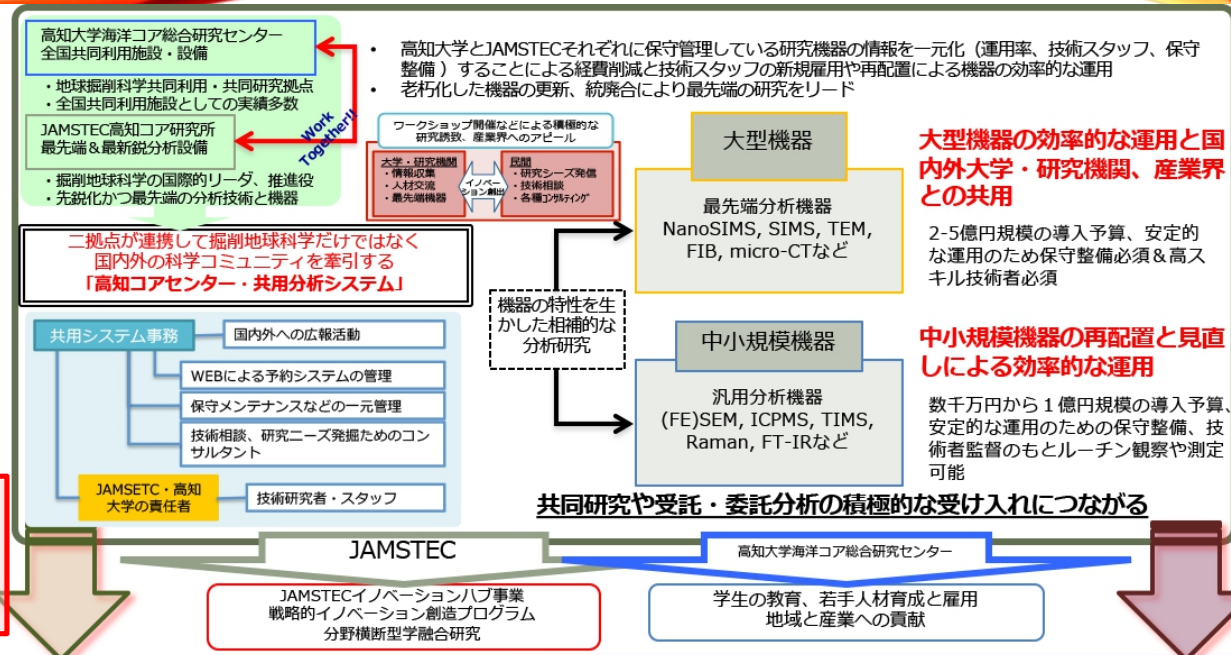 高知大学海洋コア総合研究センター
全国共同利用施設・設備
・地球掘削科学共同利用・共同研究拠点
・全国共同利用施設としての実績多数
JAMSTEC高知コア研究所
最先端&最新鋭分析設備
・掘削地球科学の国際的リーダ、推進役
・先鋭化かつ最先端の分析技術と機器
Work
Together!!
• 高知大学とJAMSTECそれぞれに保守管理している研究機器の情報を一元化（運用率、技術スタッフ、保守
整備 ）することによる経費削減と技術スタッフの新規雇用や再配置による機器の効率的な運用
• 老朽化した機器の更新、統廃合により最先端の研究をリード
ワークショップ開催などによる積極的な
研究誘致、産業界へのアピール
大学・研究機関
・情報収集
・人材交流
・最先端機器
イノベー
ション創出
民間
・研究シーズ発信
・技術相談
・各種コンサルティング
二拠点が連携して掘削地球科学だけではなく
国内外の科学コミュニティを牽引する
「高知コアセンター・共用分析システム」
共用システム事務
国内外への広報活動
WEBによる予約システムの管理
保守メンテナンスなどの一元管理
技術相談、研究ニーズ発掘ためのコン
サルタント
JAMSETC・高知
大学の責任者
技術研究者・スタッフ
機器の特性を生
かした相補的な
分析研究
大型機器
最先端分析機器
NanoSIMS, SIMS, TEM,
FIB, micro-CTなど
大型機器の効率的な運用と国
内外大学・研究機関、産業界
との共用
2-5億円規模の導入予算、安定的
な運用のため保守整備必須&高ス
キル技術者必須
中小規模機器
汎用分析機器
(FE)SEM, ICPMS, TIMS,
Raman, FT-IRなど
中小規模機器の再配置と見直
しによる効率的な運用
数千万円から１億円規模の導入予算、
安定的な運用のための保守整備、技
術者監督のもとルーチン観察や測定
可能
共同研究や受託・委託分析の積極的な受け入れにつながる
JAMSTEC
高知大学海洋コア総合研究センター
JAMSTECイノベーションハブ事業
戦略的イノベーション創造プログラム
分野横断型学融合研究
学生の教育、若手人材育成と雇用
地域と産業への貢献